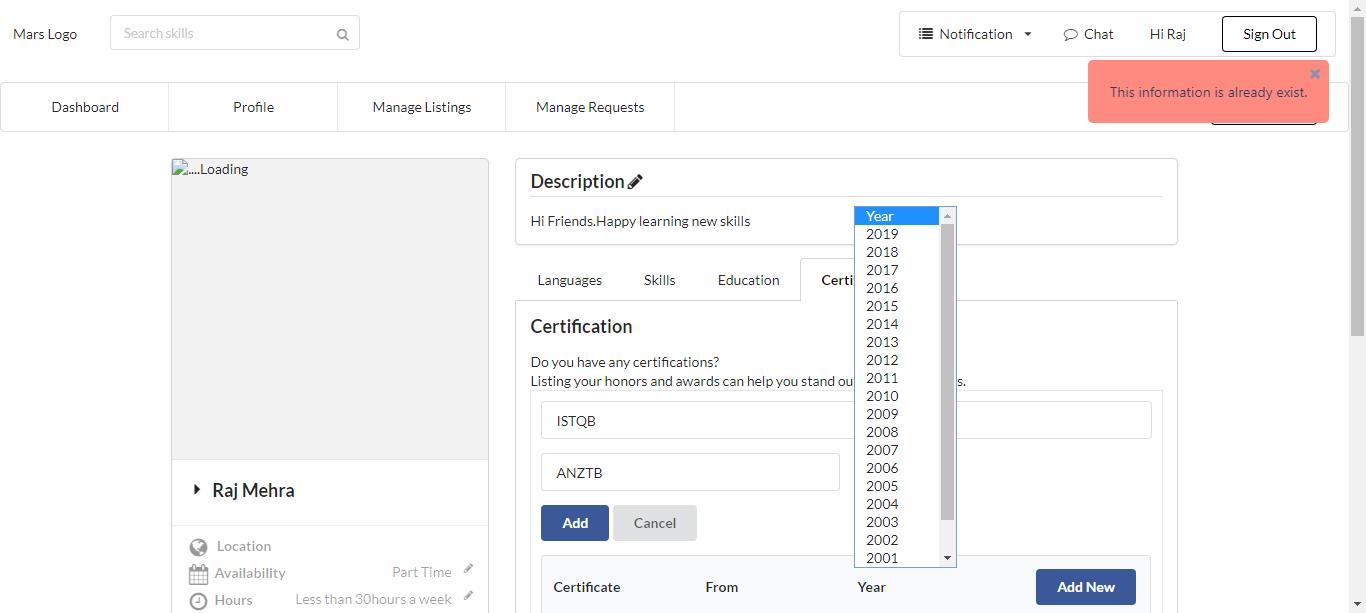 Mars Logo
Search skills
Notification
Chat
Hi Raj
Sign Out
This information is already exist.
Dashboard
Profile
Manage Listings
Manage Requests
....Loading
Description
Hi Friends.Happy learning new skills
Languages
Skills
Education
Certi
Certification
Do you have any certifications?
Listing your honors and awards can help you stand ou
s.
ISTQB
ANZTB
Year
2019
2018
2017
2016
2015
2014
2013
2012
2011
2010
2009
2008
2007
2006
2005
2004
2003
2002
2001
Add
Cancel
Certificate
From
Year
Add New
Raj Mehra
Location
Availability
Part Time
Hours
Less than 30hours a week